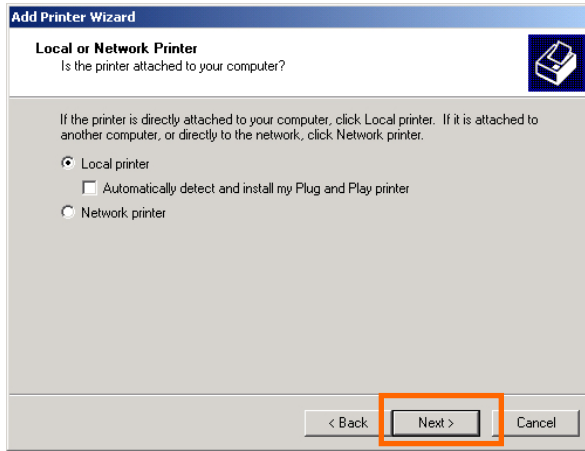 Add Printer Wizard
Local or Network Printer
Is the printer attached to your computer?
If the printer is directly attached to your computer, click Local printer. If it is attached to
another computer, or directly to the network, click Network printer.
Local printer
Automatically detect and install my Plug and Play printer
Network printer
< Back
Next >
Cancel